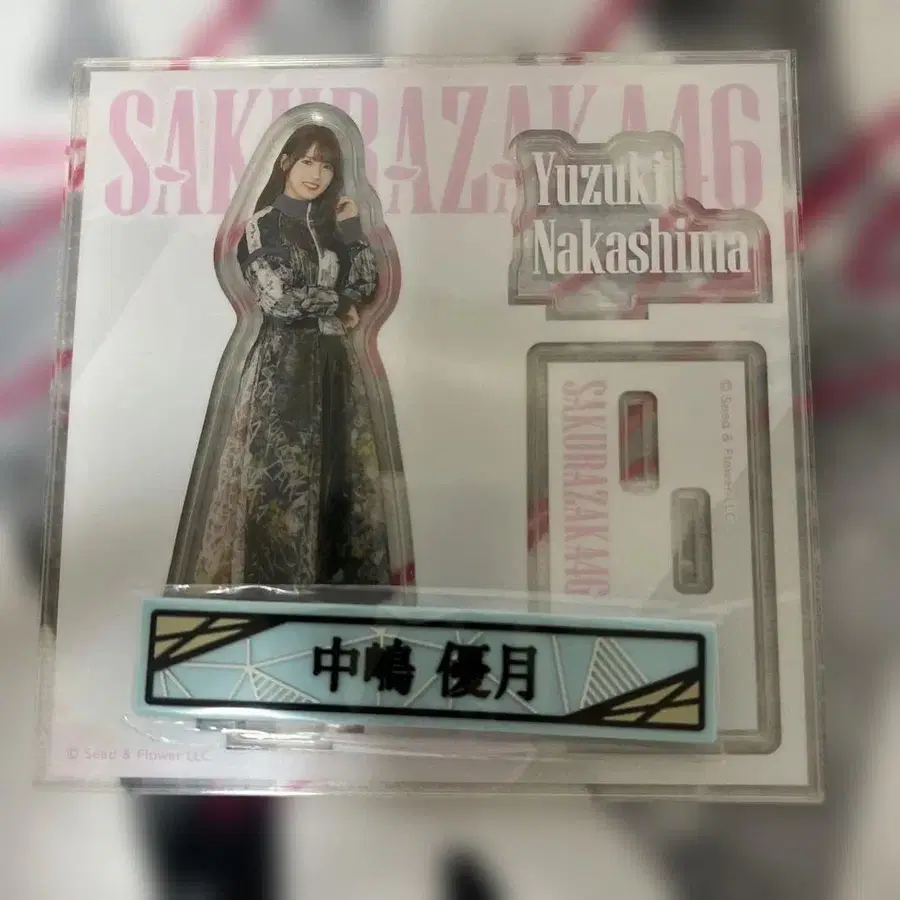 SAKURAZAKA46
Yuzuki
Nakashima
SAKURAZAKA46
© Seed & Flower LLC
中嶋 優月
© Seed & Flower LLC